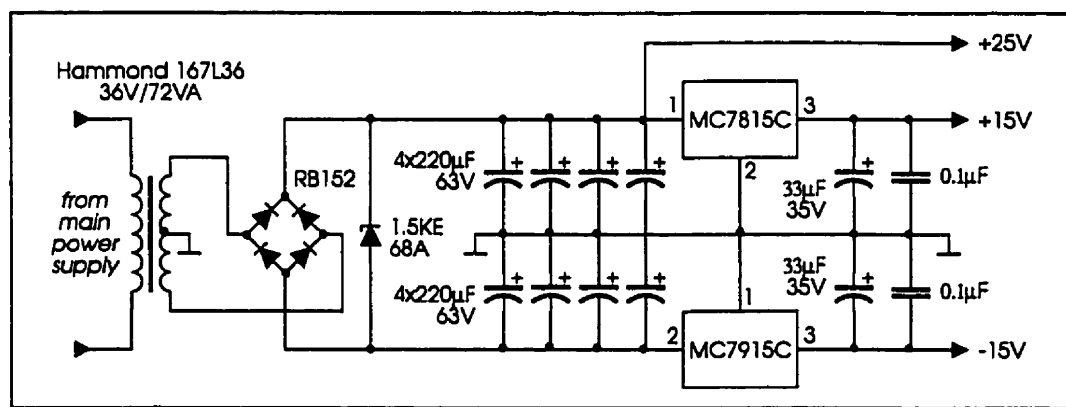 Hammond 167L36
36V/72VA
from
main
power
supply
RB152
1.5KE
68A
4x220µF
63V
+
+
+
+
4x220µF
63V
+
+
+
+
+25V
1
MC7815C
3
2
+15V
33µF
35V
+
0.1µF
33µF
35V
+
0.1µF
1
2
MC7915C
3
-15V